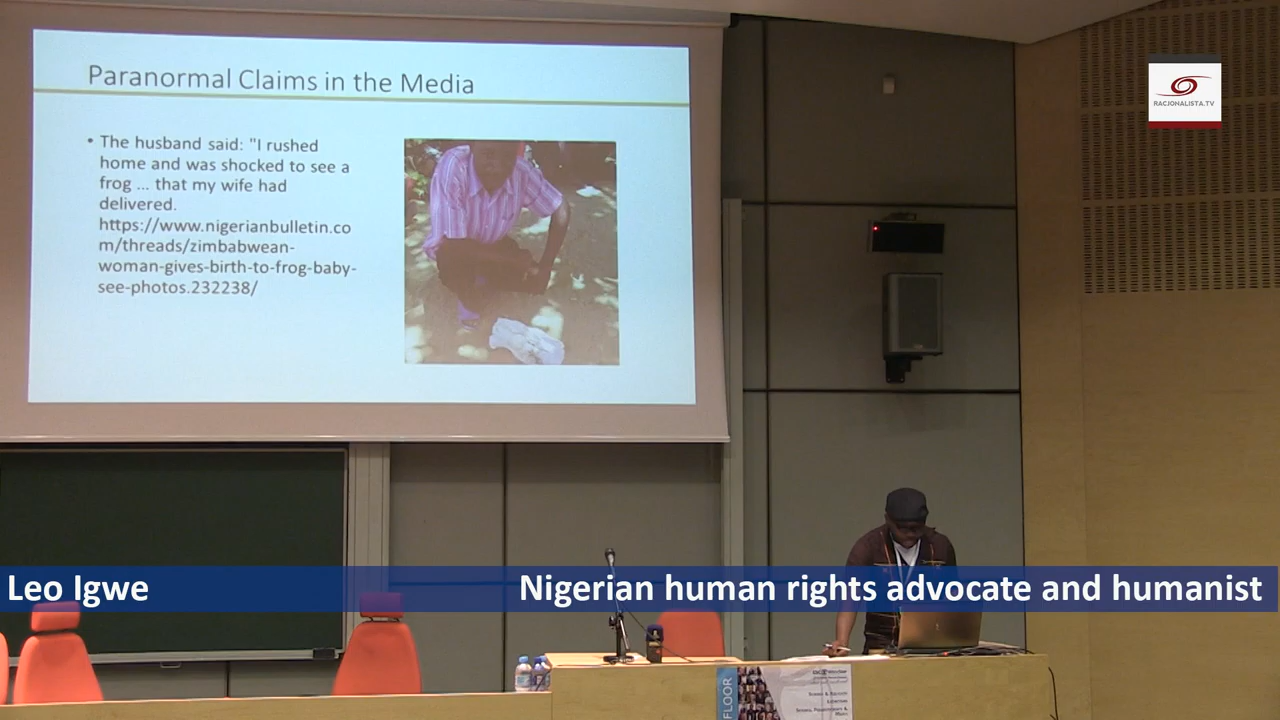 Paranormal Claims in the Media
• The husband said: "I rushed
home and was shocked to see a
frog ... that my wife had
delivered.
https://www.nigerianbulletin.co
m/threads/zimbabwean-
woman-gives-birth-to-frog-baby-
see-photos.232238/
RACJONALISTA.TV
Leo Igwe
Nigerian human rights advocate and humanist
FLOOR